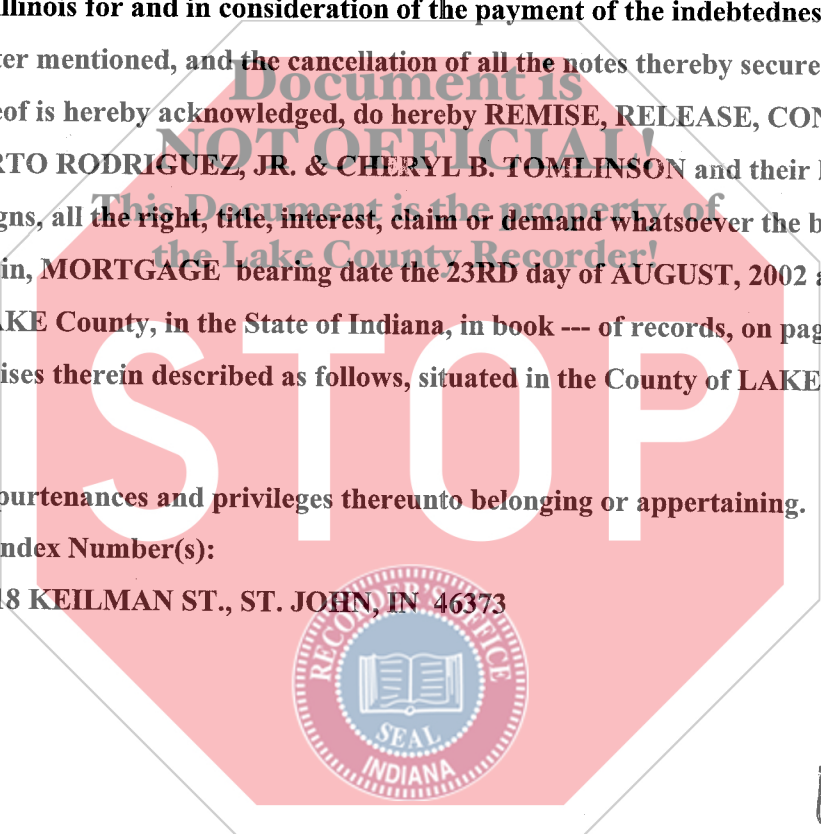 llinois for and in consideration of the payment of the indebtednes
ter mentioned, and the cancellation of all the notes thereby secure
Document is
eof is hereby acknowledged, do hereby REMISE, RELEASE, CON
NOT OFFICIAL!
RTO RODRIGUEZ, JR. & CHERYL B. TOMLINSON and their
This Document is the property of
gns, all the right, title, interest, claim or demand whatsoever the b
the Lake County Recorder!
in, MORTGAGE bearing date the 23RD day of AUGUST, 2002 a
AKE County, in the State of Indiana, in book --- of records, on pag
ises therein described as follows, situated in the County of LAKE
STOP
purtenances and privileges thereunto belonging or appertaining.
ndex Number(s):
18 KEILMAN ST., ST. JOHN, IN 46373
RECORDER'S OFFICE
SEAL
INDIANA